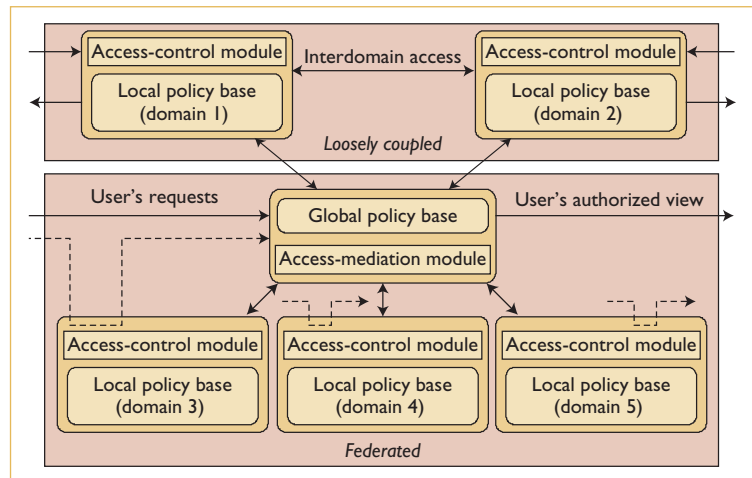 Access-control module
Interdomain access
Access-control module
Local policy base
(domain 1)
Local policy base
(domain 2)
Loosely coupled
User's requests
Global policy base
User's authorized view
Access-mediation module
Access-control module
Access-control module
Access-control module
Local policy base
(domain 3)
Local policy base
(domain 4)
Local policy base
(domain 5)
Federated